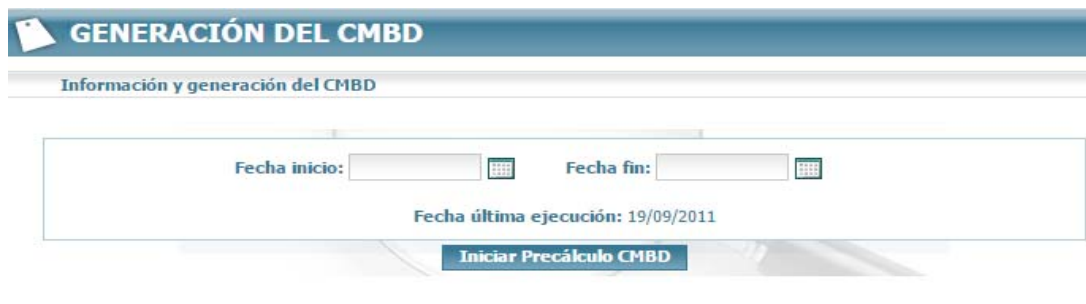 GENERACIÓN DEL CMBD
Información y generación del CMBD
Fecha inicio: Fecha fin:
Fecha última ejecución: 19/09/2011
Iniciar Precálculo CMBD